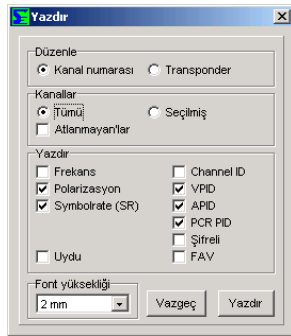 Yazdır
Düzenle
Kanal numarası Transponder
Kanallar
Tümü Seçilmiş
Atlanmayan'lar
Yazdır
Frekans Channel ID
Polarizasyon VPID
Symbolrate (SR) APID
PCR PID
Şifreli
Uydu FAV
Font yüksekliği
2 mm Vazgeç Yazdır